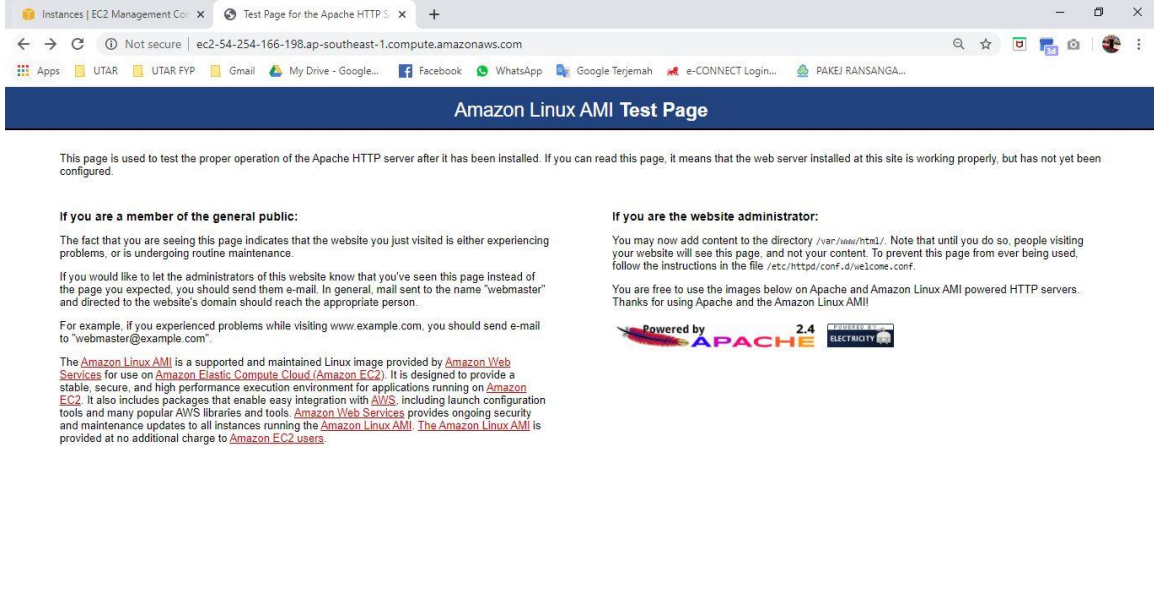 Instances | EC2 Management Cor
Test Page for the Apache HTTP S
Not secure | ec2-54-254-166-198.ap-southeast-1.compute.amazonaws.com
3d
Apps UTAR UTAR FYP Gmail My Drive - Google... Facebook WhatsApp Google Terjemah e-CONNECT Login... PAKEJ RANSANGA...
Amazon Linux AMI Test Page
This page is used to test the proper operation of the Apache HTTP server after it has been installed. If you can read this page, it means that the web server installed at this site is working properly, but has not yet been
configured.
If you are a member of the general public:
The fact that you are seeing this page indicates that the website you just visited is either experiencing
problems, or is undergoing routine maintenance.
If you would like to let the administrators of this website know that you've seen this page instead of
the page you expected, you should send them e-mail. In general, mail sent to the name "webmaster"
and directed to the website's domain should reach the appropriate person.
For example, if you experienced problems while visiting www.example.com, you should send e-mail
to "webmaster@example.com".
The Amazon Linux AMI is a supported and maintained Linux image provided by Amazon Web
Services for use on Amazon Elastic Compute Cloud (Amazon EC2). It is designed to provide a
stable, secure, and high performance execution environment for applications running on Amazon
EC2. It also includes packages that enable easy integration with AWS, including launch configuration
tools and many popular AWS libraries and tools. Amazon Web Services provides ongoing security
and maintenance updates to all instances running the Amazon Linux AMI. The Amazon Linux AMI is
provided at no additional charge to Amazon EC2 users.
If you are the website administrator:
You may now add content to the directory /var/www/html/. Note that until you do so, people visiting
your website will see this page, and not your content. To prevent this page from ever being used,
follow the instructions in the file /etc/httpd/conf.d/welcome.conf.
You are free to use the images below on Apache and Amazon Linux AMI powered HTTP servers.
Thanks for using Apache and the Amazon Linux AMI!
Powered by 2.4
APACHE
POWERED BY
ELECTRICITY